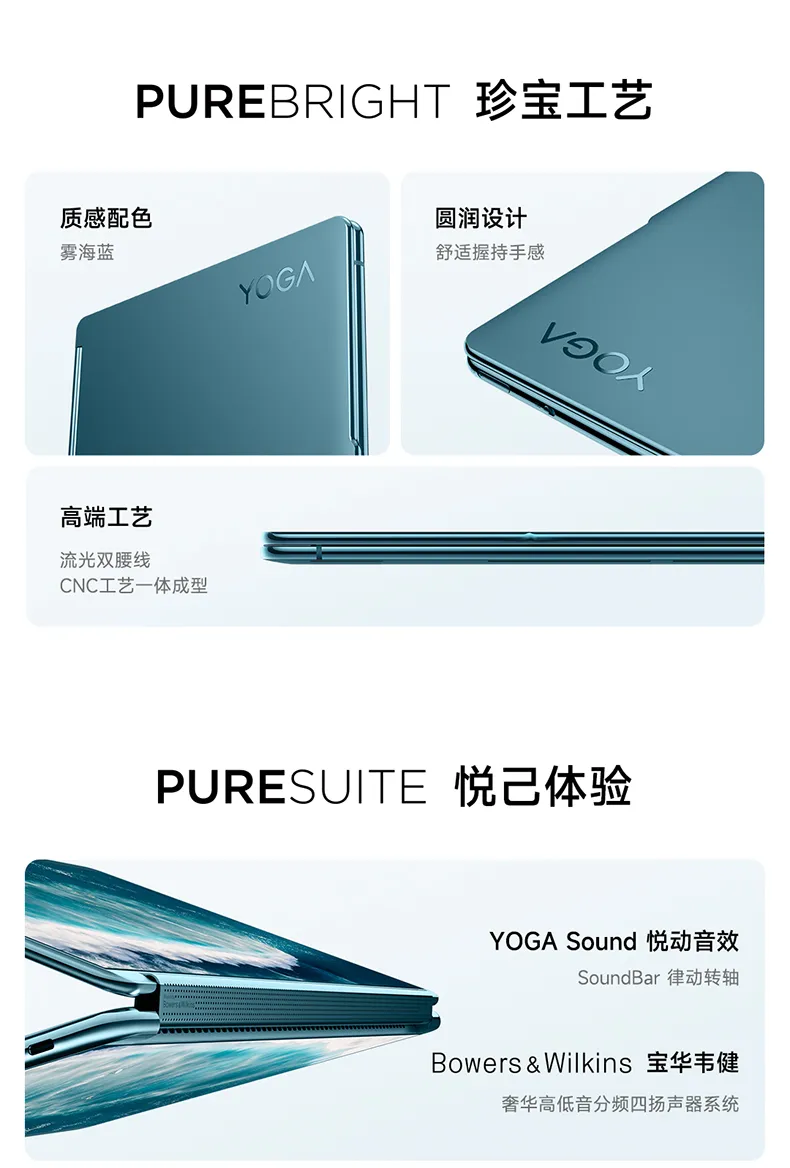 PUREBRIGHT 珍宝工艺
质感配色
雾海蓝
YOGA
圆润设计
舒适握持手感
YOGA
高端工艺
流光双腰线
CNC工艺一体成型
PURESUITE 悦己体验
YOGA Sound 悦动音效
SoundBar 律动转轴
Bowers&Wilkins
Bowers&Wilkins 宝华韦健
奢华高低音分频四扬声器系统